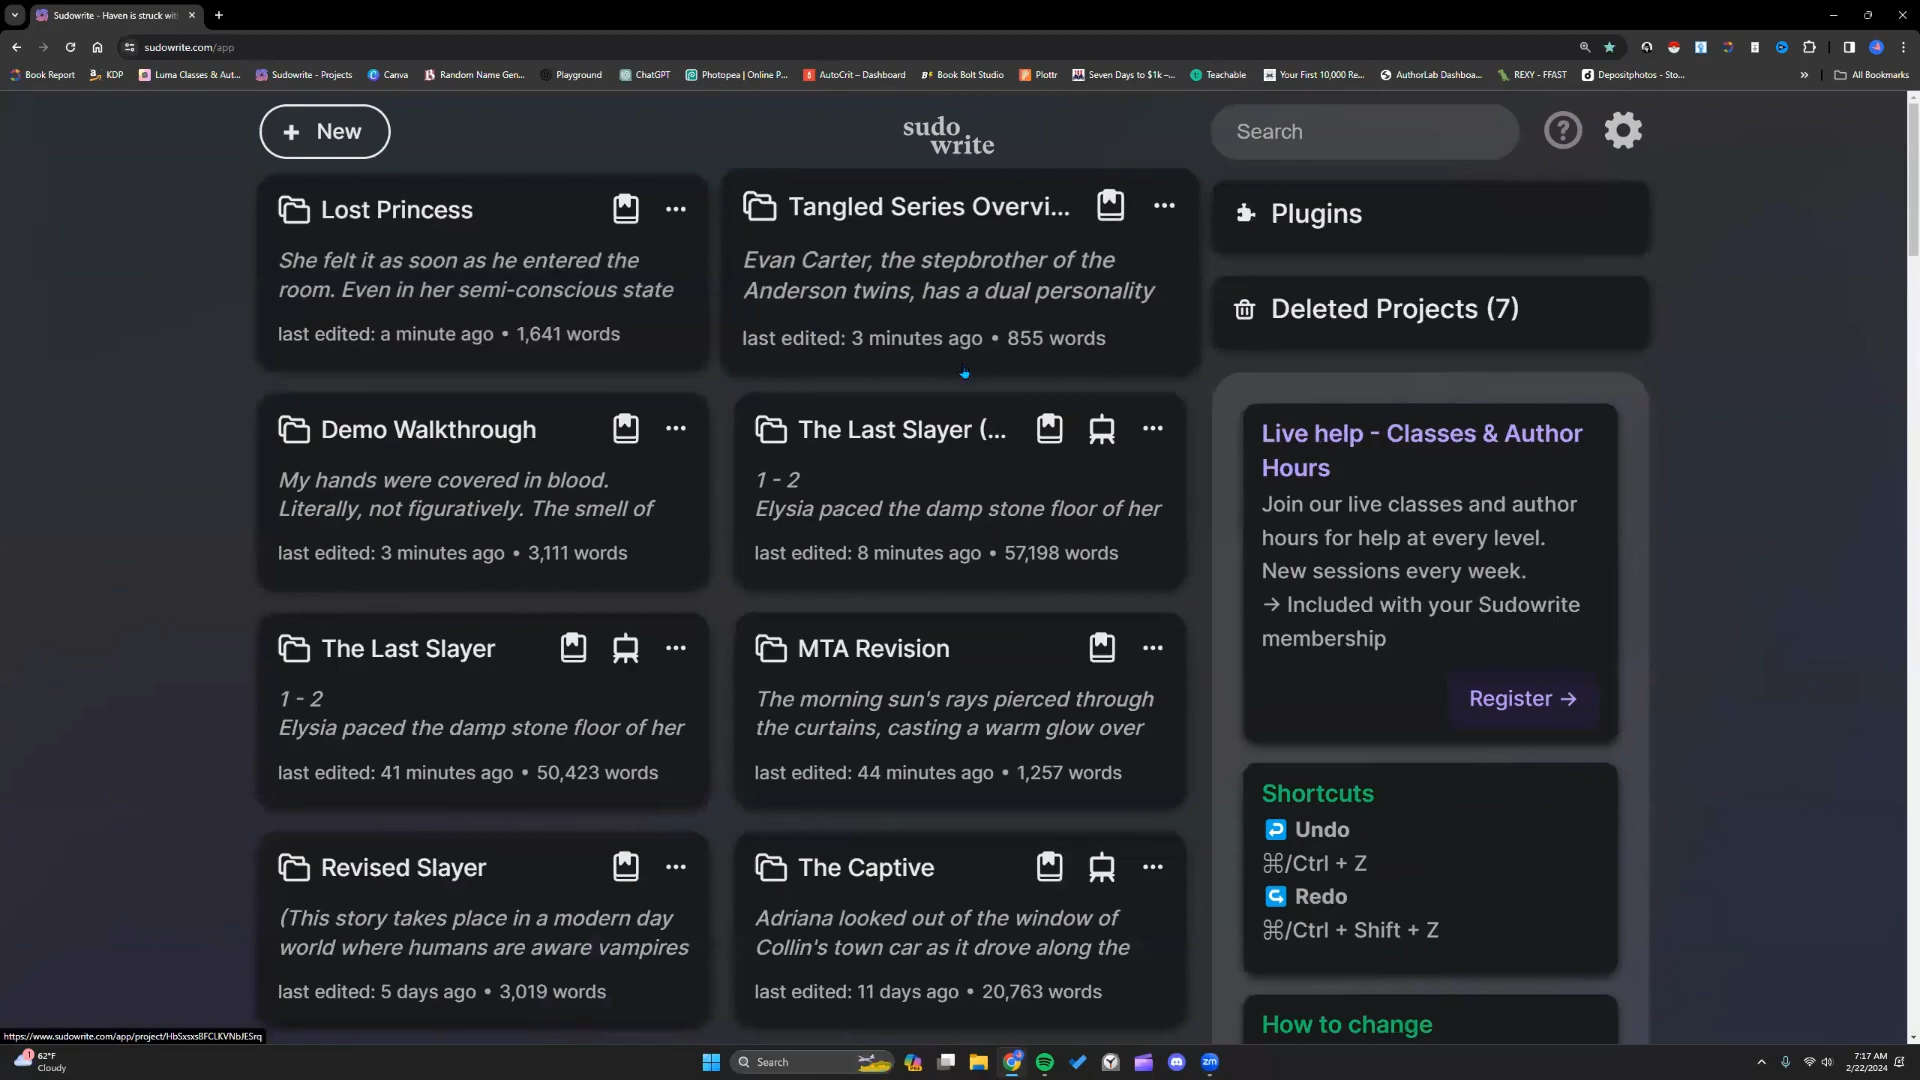 Sudowrite - Haven is struck wit
sudowrite.com/app
Book Report
KDP
Luma Classes & Aut...
Sudowrite - Projects
Canva
Random Name Gen...
Playground
ChatGPT
Photopea | Online P...
AutoCrit – Dashboard
Book Bolt Studio
Plottr
Seven Days to $1k –...
Teachable
Your First 10,000 Re...
AuthorLab Dashboa...
REXY - FFAST
Depositphotos - Sto...
All Bookmarks
+ New
sudo
write
Search
Lost Princess
She felt it as soon as he entered the
room. Even in her semi-conscious state
last edited: a minute ago • 1,641 words
Tangled Series Overvi...
Evan Carter, the stepbrother of the
Anderson twins, has a dual personality
last edited: 3 minutes ago • 855 words
Demo Walkthrough
My hands were covered in blood.
Literally, not figuratively. The smell of
last edited: 3 minutes ago • 3,111 words
The Last Slayer (...
1 - 2
Elysia paced the damp stone floor of her
last edited: 8 minutes ago • 57,198 words
The Last Slayer
1 - 2
Elysia paced the damp stone floor of her
last edited: 41 minutes ago • 50,423 words
MTA Revision
The morning sun's rays pierced through
the curtains, casting a warm glow over
last edited: 44 minutes ago • 1,257 words
Revised Slayer
(This story takes place in a modern day
world where humans are aware vampires
last edited: 5 days ago • 3,019 words
The Captive
Adriana looked out of the window of
Collin's town car as it drove along the
last edited: 11 days ago • 20,763 words
Plugins
Deleted Projects (7)
Live help - Classes & Author
Hours
Join our live classes and author
hours for help at every level.
New sessions every week.
→ Included with your Sudowrite
membership
Register →
Shortcuts
Undo
⌘/Ctrl + Z
Redo
⌘/Ctrl + Shift + Z
How to change
62°F
Cloudy
Search
7:17 AM
2/22/2024